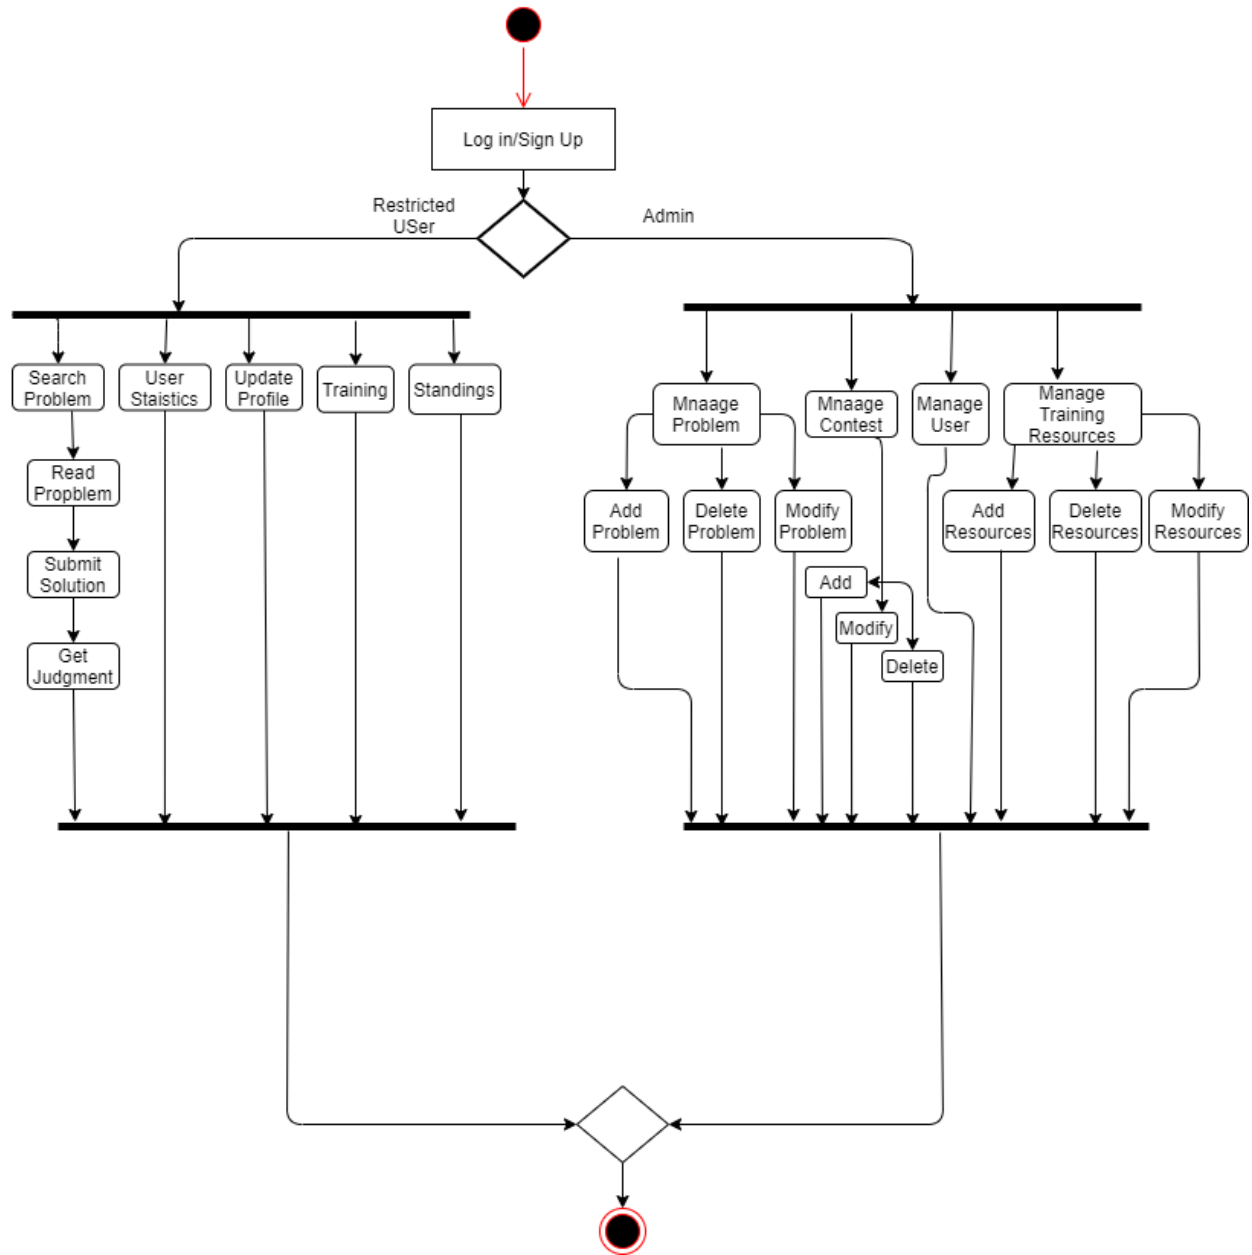 Log in/Sign Up
Restricted
USer
Admin
Search
Problem
User
Staistics
Update
Profile
Training
Standings
Read
Propblem
Submit
Solution
Get
Judgment
Mnaage
Problem
Mnaage
Contest
Manage
User
Manage
Training
Resources
Add
Problem
Delete
Problem
Modify
Problem
Add
Resources
Delete
Resources
Modify
Resources
Add
Modify
Delete